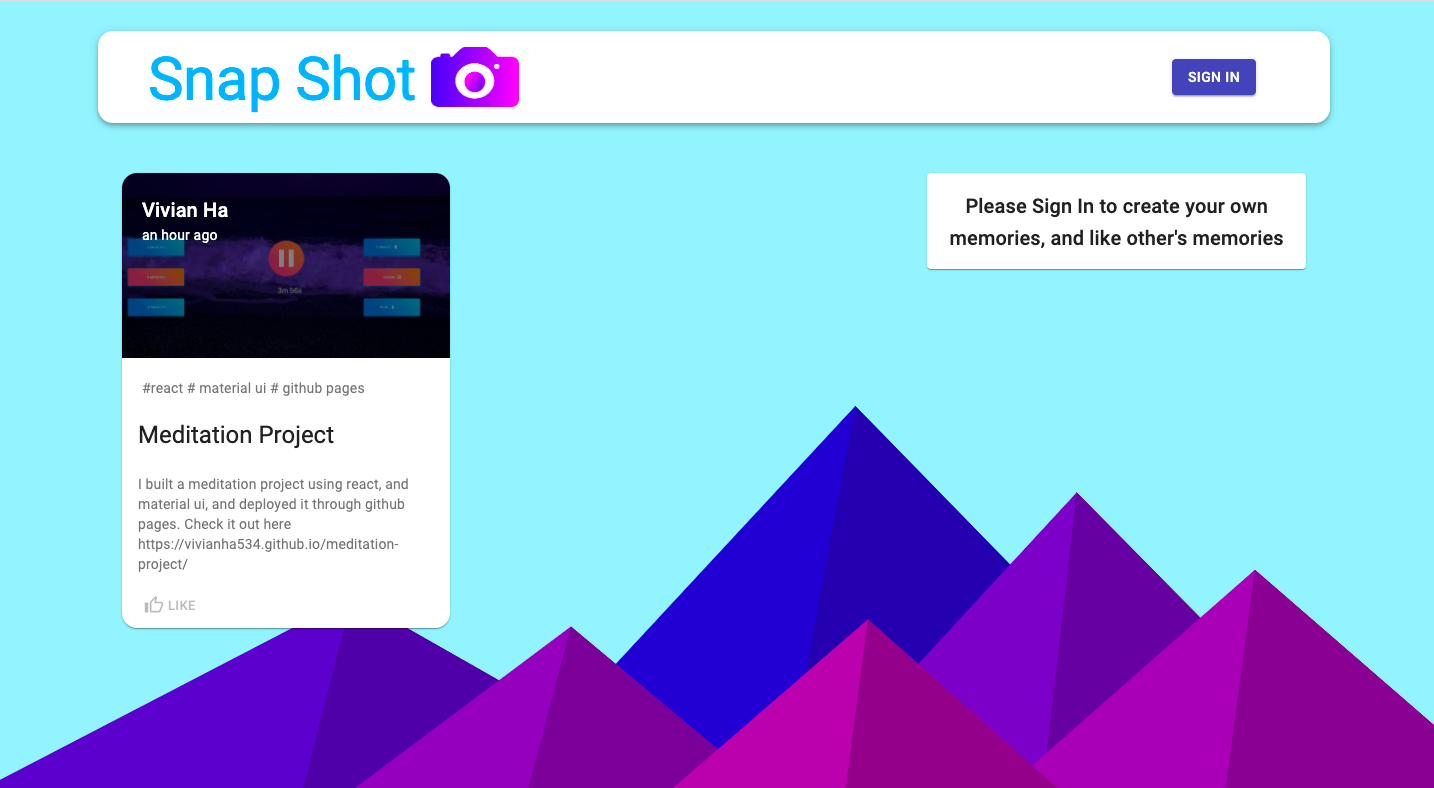 Snap Shot
SIGN IN
Vivian Ha
an hour ago
3m 56s
#react # material ui # github pages
Meditation Project
I built a meditation project using react, and
material ui, and deployed it through github
pages. Check it out here
https://vivianha534.github.io/meditation-
project/
LIKE
Please Sign In to create your own
memories, and like other's memories